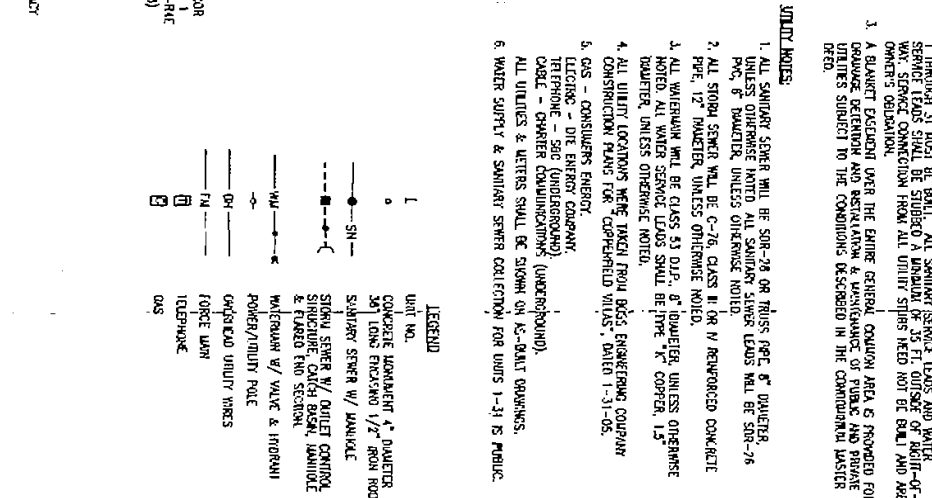 1 THROUGH 31 MUST BE BUILT. ALL SANITARY SERVICE LEADS AND WATER
SERVICE LEADS SHALL BE STUBBED A MINIMUM OF 35 FT. OUTSIDE OF RIGHT-OF-
WAY. SERVICE CONNECTION FROM ALL UTILITY STUBS NEED NOT BE BUILT AND ARE
OWNER'S OBLIGATION.
3. A BLANKET EASEMENT OVER THE ENTIRE GENERAL COMMON AREA IS PROVIDED FOR
DRAINAGE DETENTION AND INSTALLATION & MAINTENANCE OF PUBLIC AND PRIVATE
UTILITIES SUBJECT TO THE CONDITIONS DESCRIBED IN THE CONDOMINIUM MASTER
DEED.
UTILITY NOTES:
1. ALL SANITARY SEWER WILL BE SDR-26 OR TRUSS PIPE, 8" DIAMETER,
UNLESS OTHERWISE NOTED ALL SANITARY SEWER LEADS WILL BE SDR-26
PVC, 6" DIAMETER, UNLESS OTHERWISE NOTED.
2. ALL STORM SEWER WILL BE C-76, CLASS III OR IV REINFORCED CONCRETE
PIPE, 12" DIAMETER, UNLESS OTHERWISE NOTED.
3. ALL WATERMAIN WILL BE CLASS 53 D.I.P., 8" DIAMETER, UNLESS OTHERWISE
NOTED. ALL WATER SERVICE LEADS SHALL BE TYPE "K" COPPER, 1.5"
DIAMETER, UNLESS OTHERWISE NOTED.
4. ALL UTILITY LOCATIONS WERE TAKEN FROM BOSS ENGINEERING COMPANY
CONSTRUCTION PLANS FOR "COPPERFIELD VILLAS", DATED 1-31-05.
5. GAS - CONSUMERS ENERGY.
ELECTRIC - DTE ENERGY COMPANY.
TELEPHONE - SBC (UNDERGROUND).
CABLE - CHARTER COMMUNICATIONS (UNDERGROUND).
ALL UTILITIES & METERS SHALL BE SHOWN ON AS-BUILT DRAWINGS.
6. WATER SUPPLY & SANITARY SEWER COLLECTION FOR UNITS 1-31 IS PUBLIC.
LEGEND
1 UNIT NO.
CONCRETE MONUMENT 4" DIAMETER
36" LONG ENCASING 1/2" IRON ROD
SN SANITARY SEWER W/ MANHOLE
STORM SEWER W/ OUTLET CONTROL
STRUCTURE, CATCH BASIN, MANHOLE
& FLARED END SECTION.
WM WATERMAIN W/ VALVE & HYDRANT
POWER/UTILITY POLE
OH OVERHEAD UTILITY WIRES
FM FORCE MAIN
T TELEPHONE
G GAS